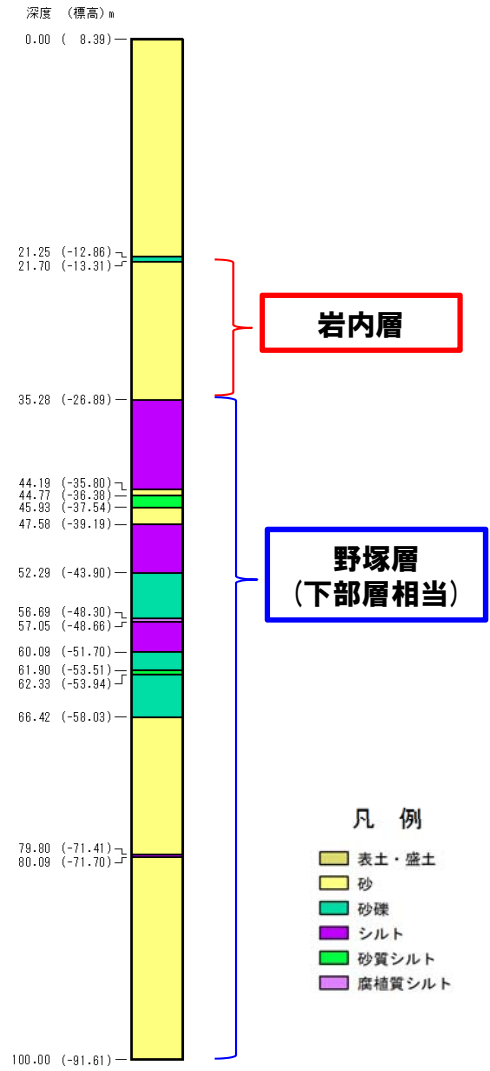 深度 (標高)m
0.00 ( 8.39)
21.25 (-12.86)
21.70 (-13.31)
岩内層
35.28 (-26.89)
44.19 (-35.80)
44.77 (-36.38)
45.93 (-37.54)
47.58 (-39.19)
52.29 (-43.90)
野塚層
(下部層相当)
56.69 (-48.30)
57.05 (-48.66)
60.09 (-51.70)
61.90 (-53.51)
62.33 (-53.94)
66.42 (-58.03)
79.80 (-71.41)
80.09 (-71.70)
凡 例
表土・盛土
砂
砂礫
シルト
砂質シルト
腐植質シルト
100.00 (-91.61)